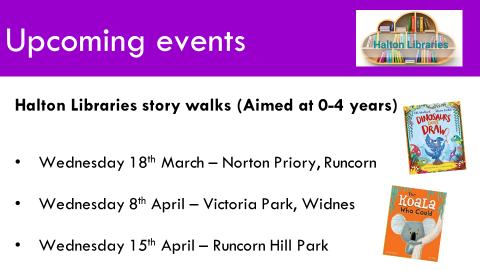 Upcoming events
Halton Libraries
Halton Libraries story walks (Aimed at 0-4 years)
DINOSAURS
DRAW
• Wednesday 18th March – Norton Priory, Runcorn
• Wednesday 8th April – Victoria Park, Widnes
The
KOALA
Who Could
• Wednesday 15th April – Runcorn Hill Park